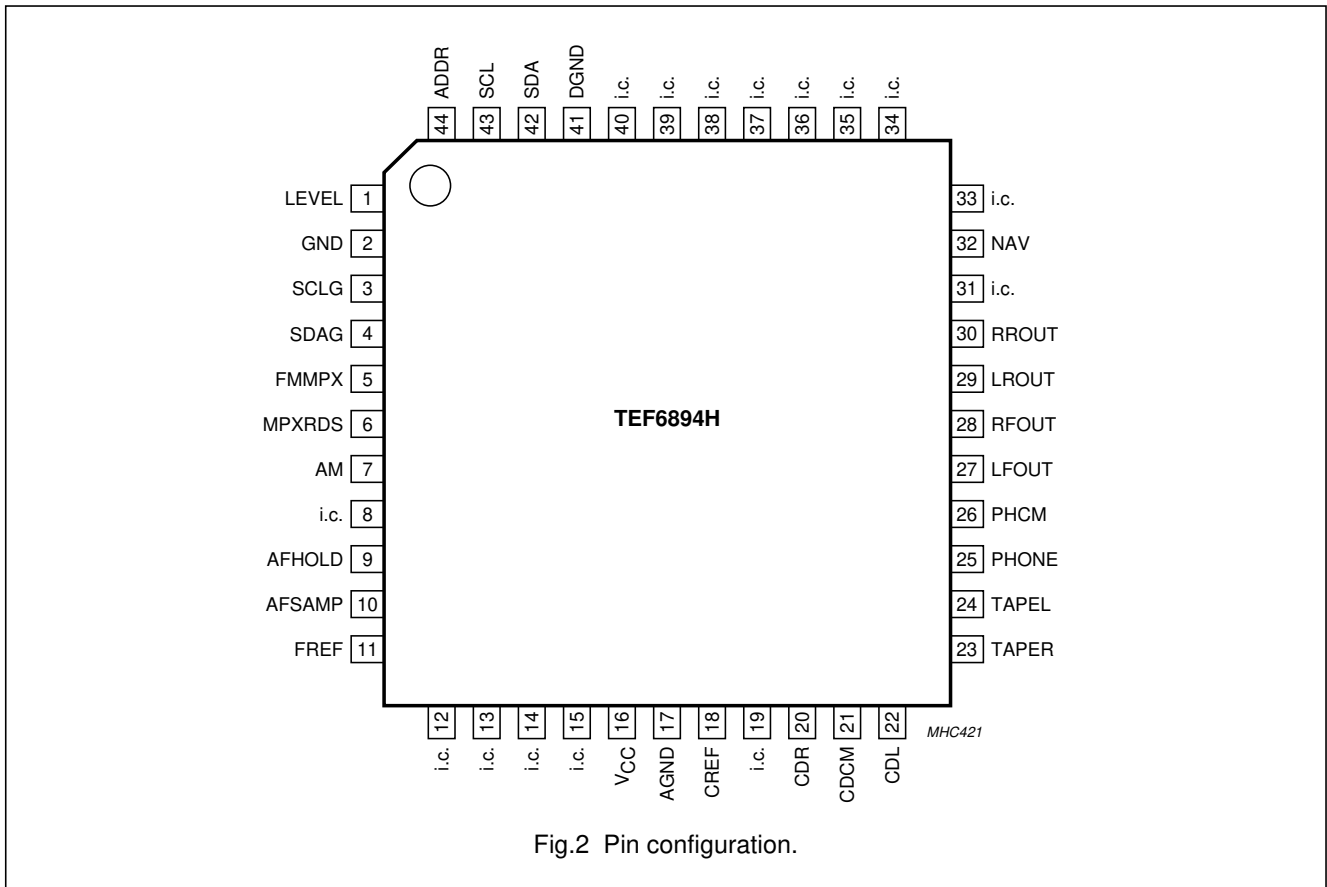 ADDR
SCL
SDA
DGND
i.c.
i.c.
i.c.
i.c.
i.c.
i.c.
i.c.
44
43
42
41
40
39
38
37
36
35
34
LEVEL 1
GND 2
SCLG 3
SDAG 4
FMMPX 5
MPXRDS 6
AM 7
i.c. 8
AFHOLD 9
AFSAMP 10
FREF 11
TEF6894H
33 i.c.
32 NAV
31 i.c.
30 RROUT
29 LROUT
28 RFOUT
27 LFOUT
26 PHCM
25 PHONE
24 TAPEL
23 TAPER
12
13
14
15
16
17
18
19
20
21
22
i.c.
i.c.
i.c.
i.c.
VCC
AGND
CREF
i.c.
CDR
CDCM
CDL
MHC421
Fig.2 Pin configuration.